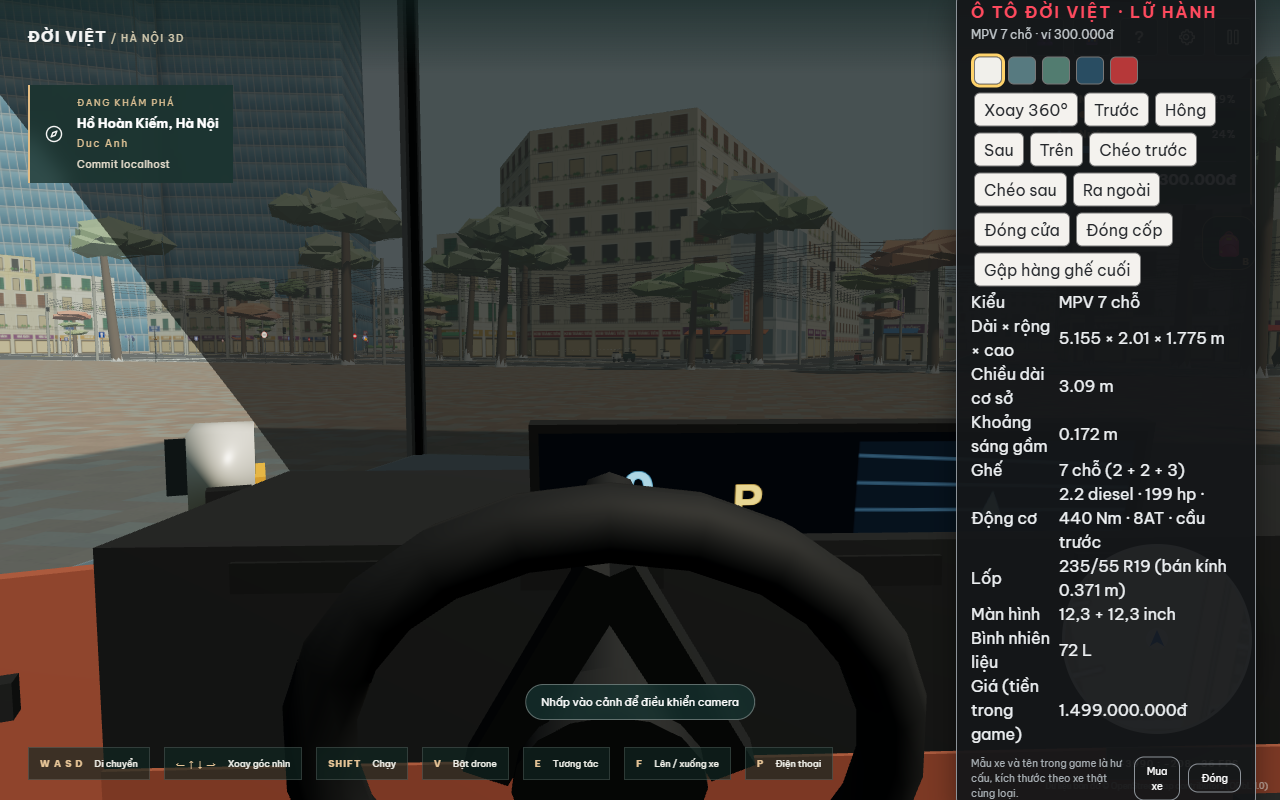 ĐỜI VIỆT / HÀ NỘI 3D
ĐANG KHÁM PHÁ
Hồ Hoàn Kiếm, Hà Nội
Duc Anh
Commit localhost
P
Nhấp vào cảnh để điều khiển camera
W A S D Di chuyển
←↑↓→ Xoay góc nhìn
SHIFT Chạy
V Bật drone
E Tương tác
F Lên / xuống xe
P Điện thoại
Ô TÔ ĐỜI VIỆT · LỮ HÀNH
MPV 7 chỗ · ví 300.000đ
Xoay 360° Trước Hông
Sau Trên Chéo trước
Chéo sau Ra ngoài
300.000đ
Đóng cửa Đóng cốp
Gập hàng ghế cuối
Kiểu MPV 7 chỗ
Dài × rộng
× cao
5.155 × 2.01 × 1.775 m
Chiều dài
cơ sở
3.09 m
Khoảng
sáng gầm
0.172 m
Ghế 7 chỗ (2 + 2 + 3)
Động cơ
2.2 diesel · 199 hp ·
440 Nm · 8AT · cầu
trước
Lốp
235/55 R19 (bán kính
0.371 m)
Màn hình 12,3 + 12,3 inch
Bình nhiên
liệu
72 L
Giá (tiền
trong
game)
1.499.000.000đ
Mẫu xe và tên trong game là hư
cấu, kích thước theo xe thật
cùng loại.
Mua
xe
Đóng